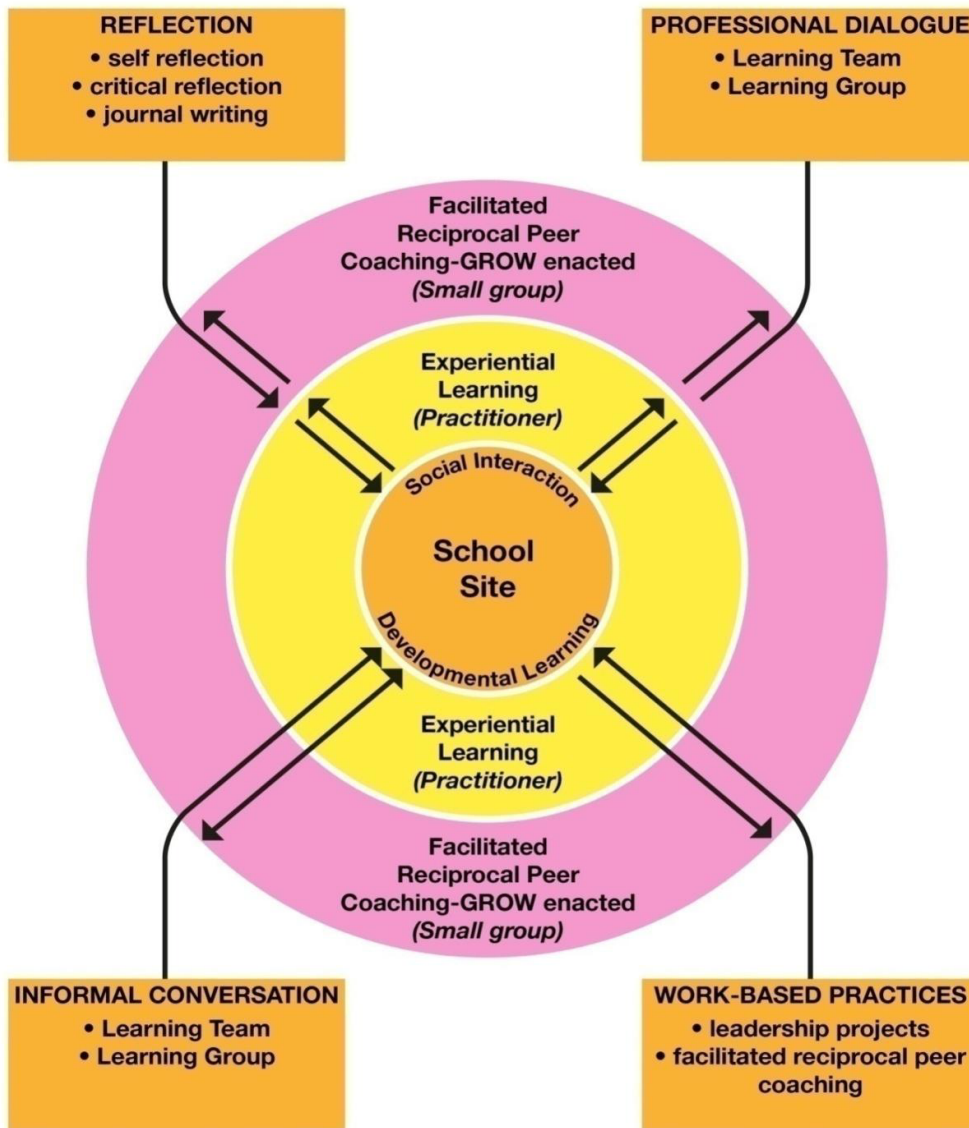 REFLECTION
• self reflection
• critical reflection
• journal writing
PROFESSIONAL DIALOGUE
• Learning Team
• Learning Group
Facilitated
Reciprocal Peer
Coaching-GROW enacted
(Small group)
Experiential
Learning
(Practitioner)
Social Interaction
School
Site
Developmental Learning
Experiential
Learning
(Practitioner)
Facilitated
Reciprocal Peer
Coaching-GROW enacted
(Small group)
INFORMAL CONVERSATION
• Learning Team
• Learning Group
WORK-BASED PRACTICES
• leadership projects
• facilitated reciprocal peer
coaching